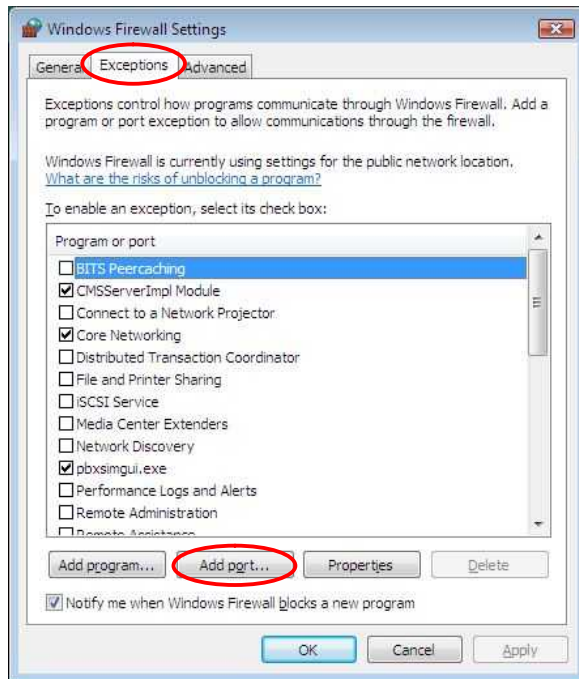 Windows Firewall Settings
General Exceptions Advanced
Exceptions control how programs communicate through Windows Firewall. Add a
program or port exception to allow communications through the firewall.
Windows Firewall is currently using settings for the public network location.
What are the risks of unblocking a program?
To enable an exception, select its check box:
Program or port
BITS Peercaching
CMSServerImpl Module
Connect to a Network Projector
Core Networking
Distributed Transaction Coordinator
File and Printer Sharing
iSCSI Service
Media Center Extenders
Network Discovery
pbxsimgui.exe
Performance Logs and Alerts
Remote Administration
Remote Assistance
Add program... Add port... Properties Delete
Notify me when Windows Firewall blocks a new program
OK Cancel Apply